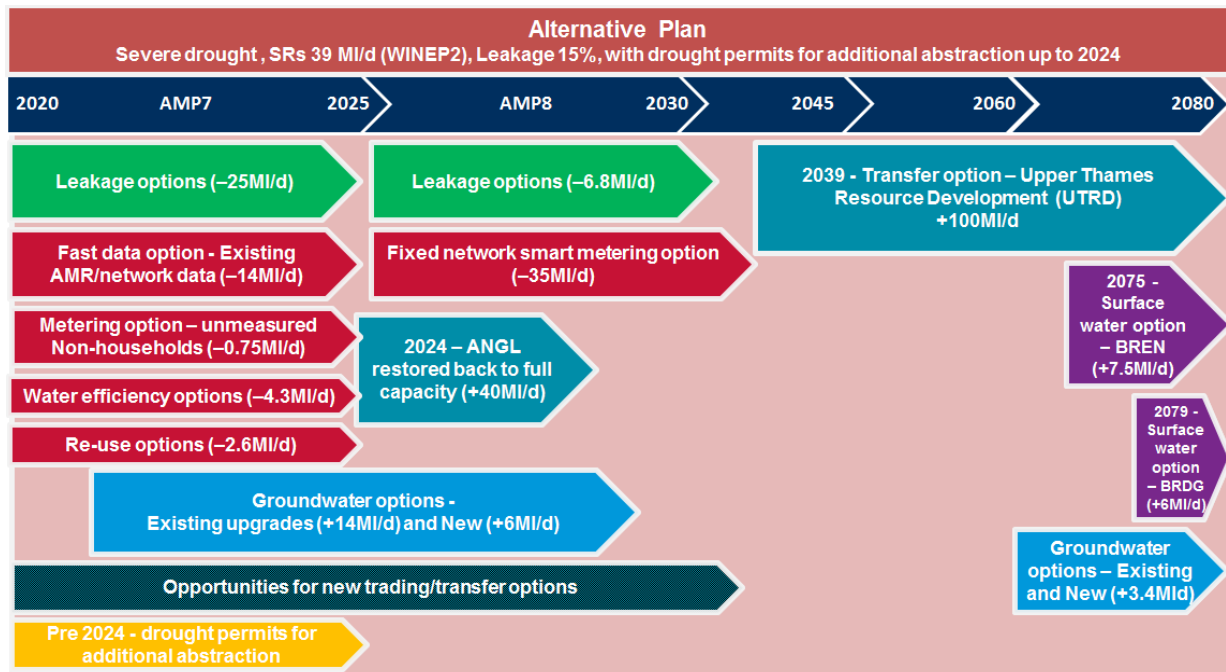 Alternative Plan
Severe drought , SRs 39 Ml/d (WINEP2), Leakage 15%, with drought permits for additional abstraction up to 2024
2020 AMP7 2025 AMP8 2030 2045 2060 2080
Leakage options (–25Ml/d)
Leakage options (–6.8Ml/d)
2039 - Transfer option – Upper Thames
Resource Development (UTRD)
+100Ml/d
Fast data option - Existing
AMR/network data (–14Ml/d)
Fixed network smart metering option
(–35Ml/d)
2075 -
Surface
water option
– BREN
(+7.5Ml/d)
Metering option – unmeasured
Non-households (–0.75Ml/d)
2024 – ANGL
restored back to full
capacity (+40Ml/d)
Water efficiency options (–4.3Ml/d)
Re-use options (–2.6Ml/d)
2079 -
Surface
water
option
– BRDG
(+6Ml/d)
Groundwater options -
Existing upgrades (+14Ml/d) and New (+6Ml/d)
Groundwater
options – Existing
and New (+3.4Mld)
Opportunities for new trading/transfer options
Pre 2024 - drought permits for
additional abstraction